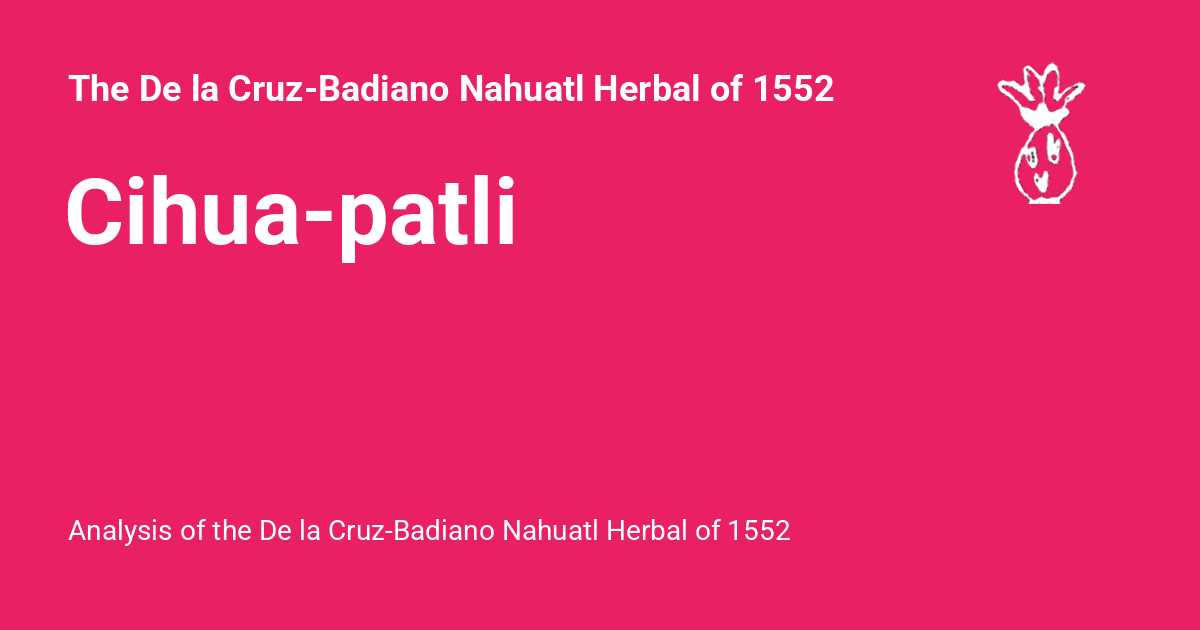 The De la Cruz-Badiano Nahuatl Herbal of 1552
Cihua-patli
Analysis of the De la Cruz-Badiano Nahuatl Herbal of 1552